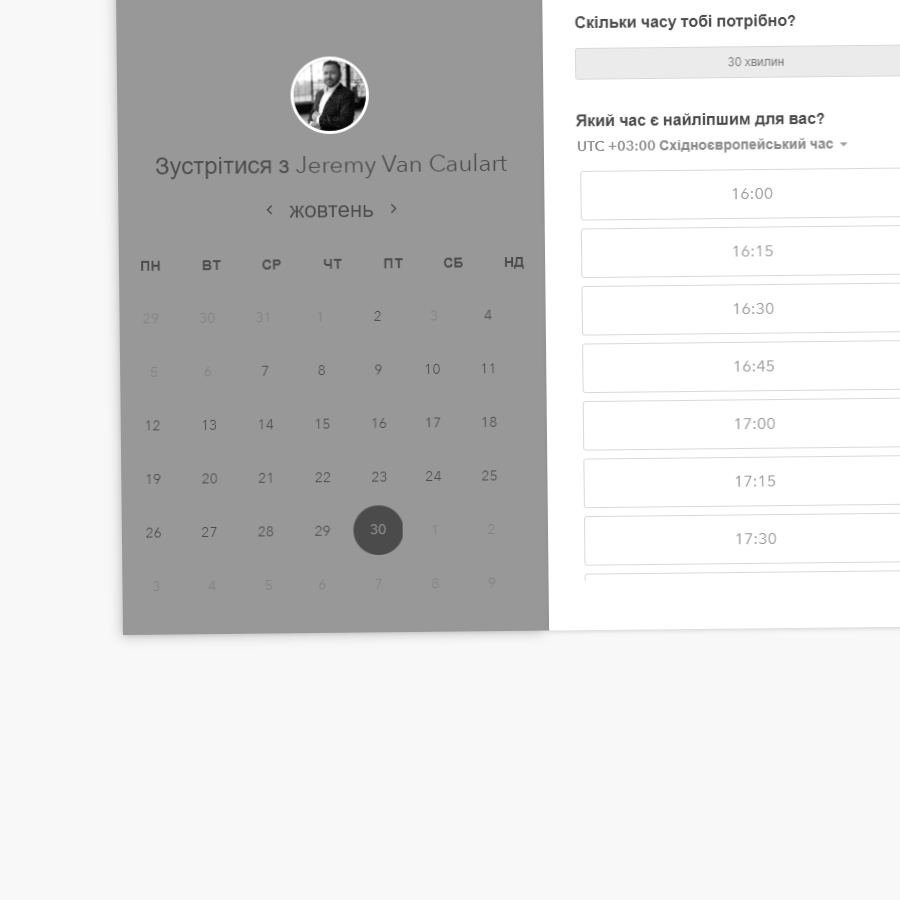 Зустрітися з Jeremy Van Caulart
‹ жовтень ›
ПН ВТ СР ЧТ ПТ СБ НД
29 30 31 1 2 3 4
5 6 7 8 9 10 11
12 13 14 15 16 17 18
19 20 21 22 23 24 25
26 27 28 29 30 1 2
3 4 5 6 7 8 9
Скільки часу тобі потрібно?
30 хвилин
Який час є найліпшим для вас?
UTC +03:00 Східноєвропейський час
16:00
16:15
16:30
16:45
17:00
17:15
17:30